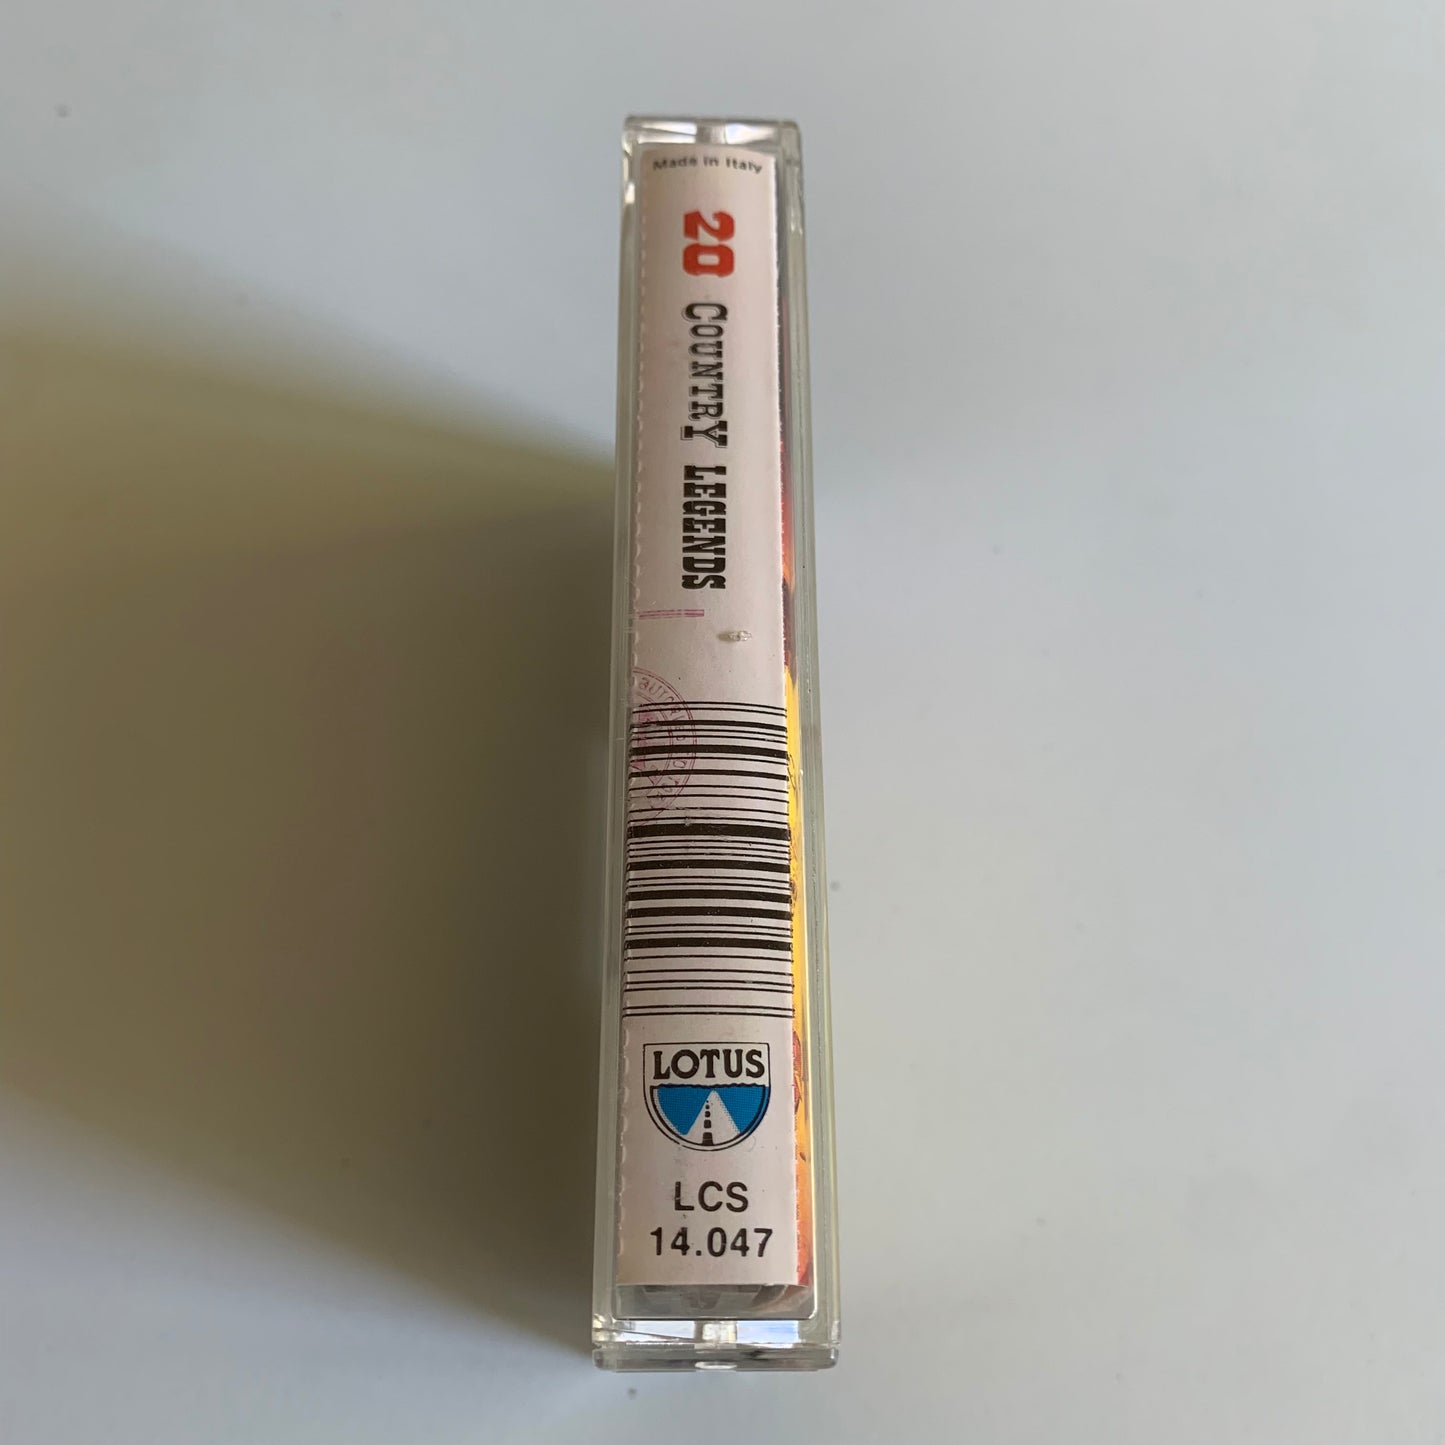 Made in Italy
20 COUNTRY LEGENDS
LOTUS
LCS
14.047